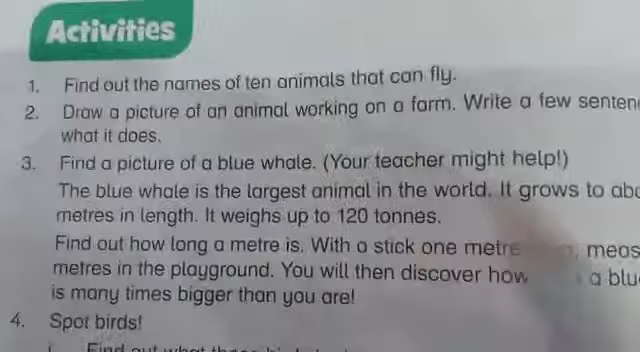 Activities
1. Find out the names of ten animals that can fly.
2. Draw a picture of an animal working on a farm. Write a few
what it does.
3. Find a picture of a blue whale. (Your teacher might help!)
The blue whale is the largest animal in the world. It grows to
metres in length. It weighs up to 120 tonnes.
Find out how long a metre is. With a stick one metre
metres in the playground. You will then discover how a
is many times bigger than you are!
4. Spot birds!
i. Find out what